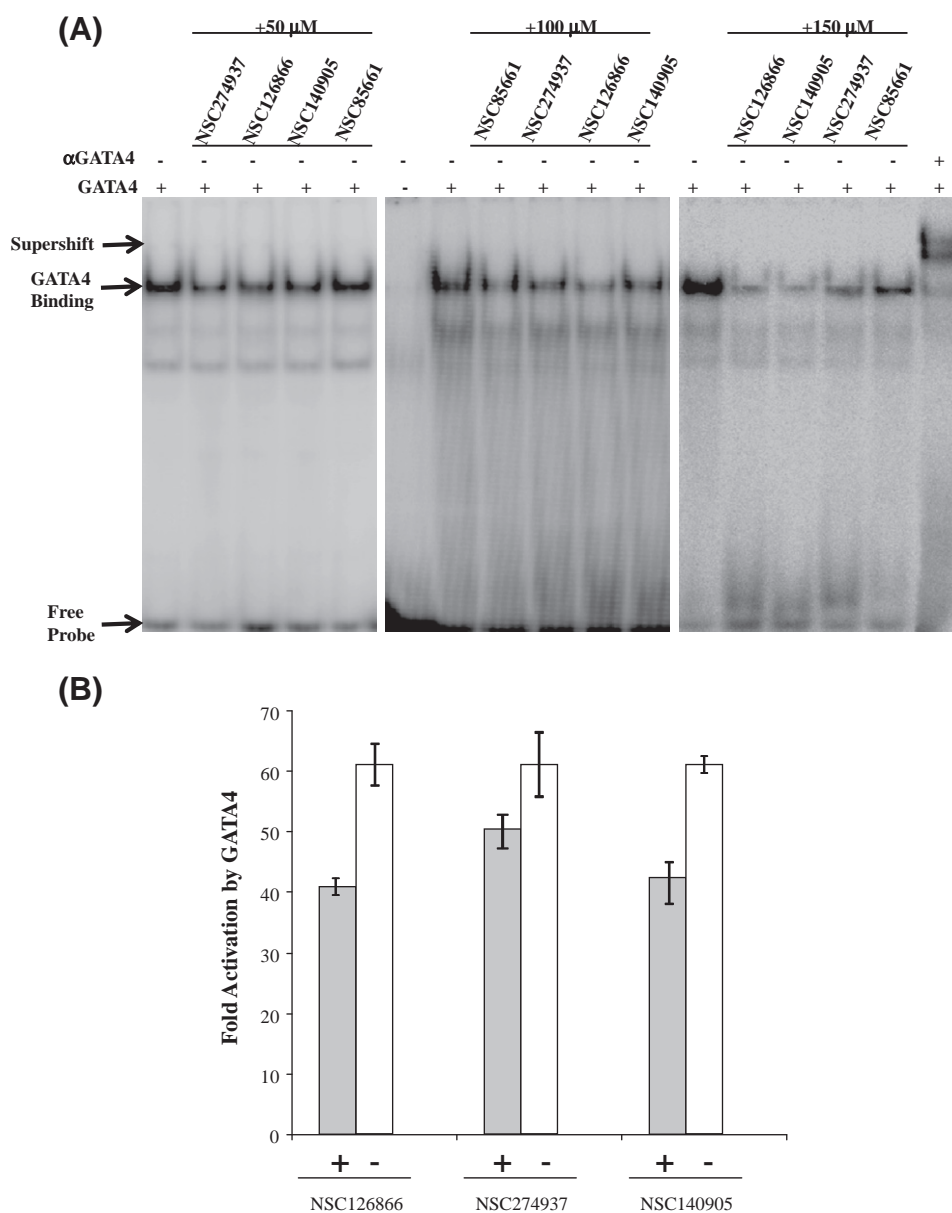 (A)
+50 µM
+100 µM
+150 µM
NSC274937
NSC126866
NSC140905
NSC85661
NSC85661
NSC274937
NSC126866
NSC140905
NSC126866
NSC140905
NSC274937
NSC85661
αGATA4 - - - - - - - - - - - - - - - - +
GATA4 + + + + + - + + + + + + + + + + +
Supershift
GATA4
Binding
Free
Probe
(B)
Fold Activation by GATA4
70
60
50
40
30
20
10
0
+ - + - + -
NSC126866 NSC274937 NSC140905